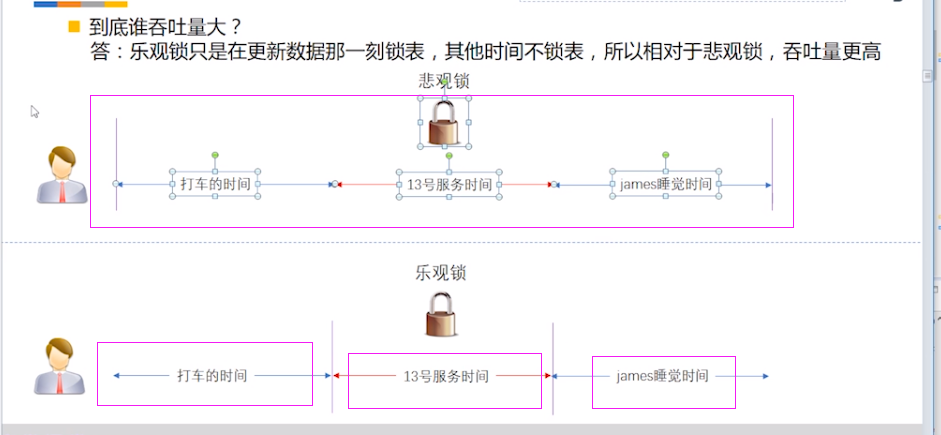 到底谁吞吐量大？
答：乐观锁只是在更新数据那一刻锁表，其他时间不锁表，所以相对于悲观锁，吞吐量更高
悲观锁
打车的时间
13号服务时间
james睡觉时间
乐观锁
打车的时间
13号服务时间
james睡觉时间